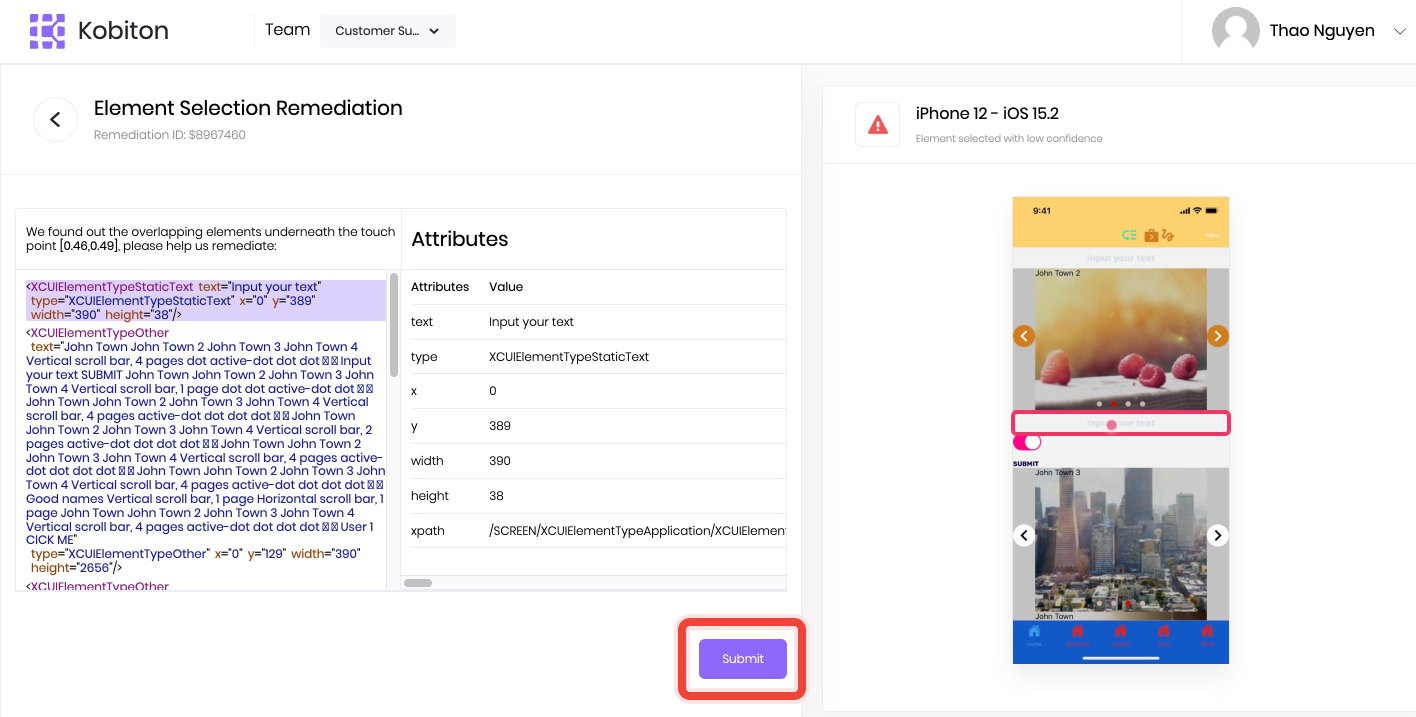 Kobiton
Team
Customer Su...
Thao Nguyen
Element Selection Remediation
Remediation ID: $8967460
We found out the overlapping elements underneath the touch
point [0.46,0.49], please help us remediate:
<XCUIElementTypeStaticText text="Input your text"
type="XCUIElementTypeStaticText" x="0" y="389"
width="390" height="38"/>
<XCUIElementTypeOther
text="John Town John Town 2 John Town 3 John Town 4
Vertical scroll bar, 4 pages dot active-dot dot dot Input
your text SUBMIT John Town John Town 2 John Town 3 John
Town 4 Vertical scroll bar, 1 page dot dot active-dot dot
John Town John Town 2 John Town 3 John Town 4 Vertical
scroll bar, 4 pages active-dot dot dot dot John Town
John Town 2 John Town 3 John Town 4 Vertical scroll bar, 2
pages active-dot dot dot dot John Town John Town 2
John Town 3 John Town 4 Vertical scroll bar, 4 pages active-
dot dot dot dot John Town John Town 2 John Town 3 John
Town 4 Vertical scroll bar, 4 pages active-dot dot dot dot
Good names Vertical scroll bar, 1 page Horizontal scroll bar, 1
page John Town John Town 2 John Town 3 John Town 4
Vertical scroll bar, 4 pages active-dot dot dot dot User 1
CICK ME"
type="XCUIElementTypeOther" x="0" y="129" width="390"
height="2656"/>
<XCUIElementTypeOther
Attributes
Attributes Value
text Input your text
type XCUIElementTypeStaticText
x 0
y 389
width 390
height 38
xpath /SCREEN/XCUIElementTypeApplication/XCUIElement
Submit
iPhone 12 - iOS 15.2
Element selected with low confidence
9:41
Menu
Input your text
John Town 2
SUBMIT
John Town 3
John Town
home